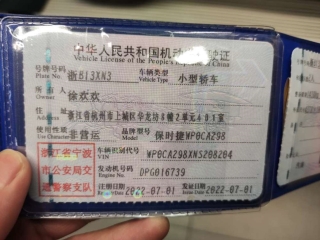 中华人民共和国机动车行驶证
Vehicle License of the People's Republic of China
号牌号码 浙B13XN3 车辆类型 小型轿车
Plate No. Vehicle Type
所有人 徐欢欢
Owner
住址 浙江省杭州市上城区华龙坊8幢2单元401室
使用性质 非营运 品牌型号 保时捷WP0CA298
Use Character Model
浙江省宁波
市公安局交
通警察支队
车辆识别代号 WP0CA298XNS208204
VIN
发动机号码 DPG016739
Engine No.
注册日期 2022-07-01 发证日期 2022-07-01